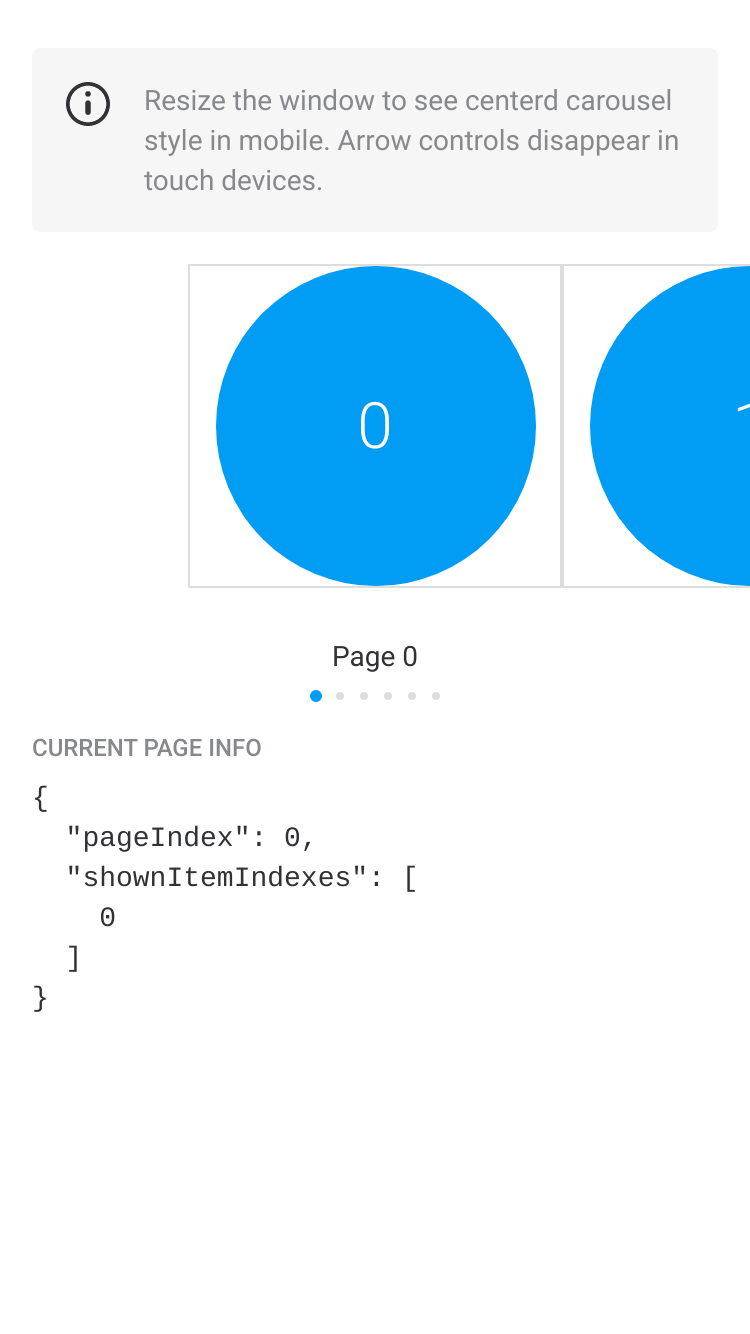 Resize the window to see centerd carousel
style in mobile. Arrow controls disappear in
touch devices.
0
Page 0
CURRENT PAGE INFO
{
"pageIndex": 0,
"shownItemIndexes": [
0
]
}